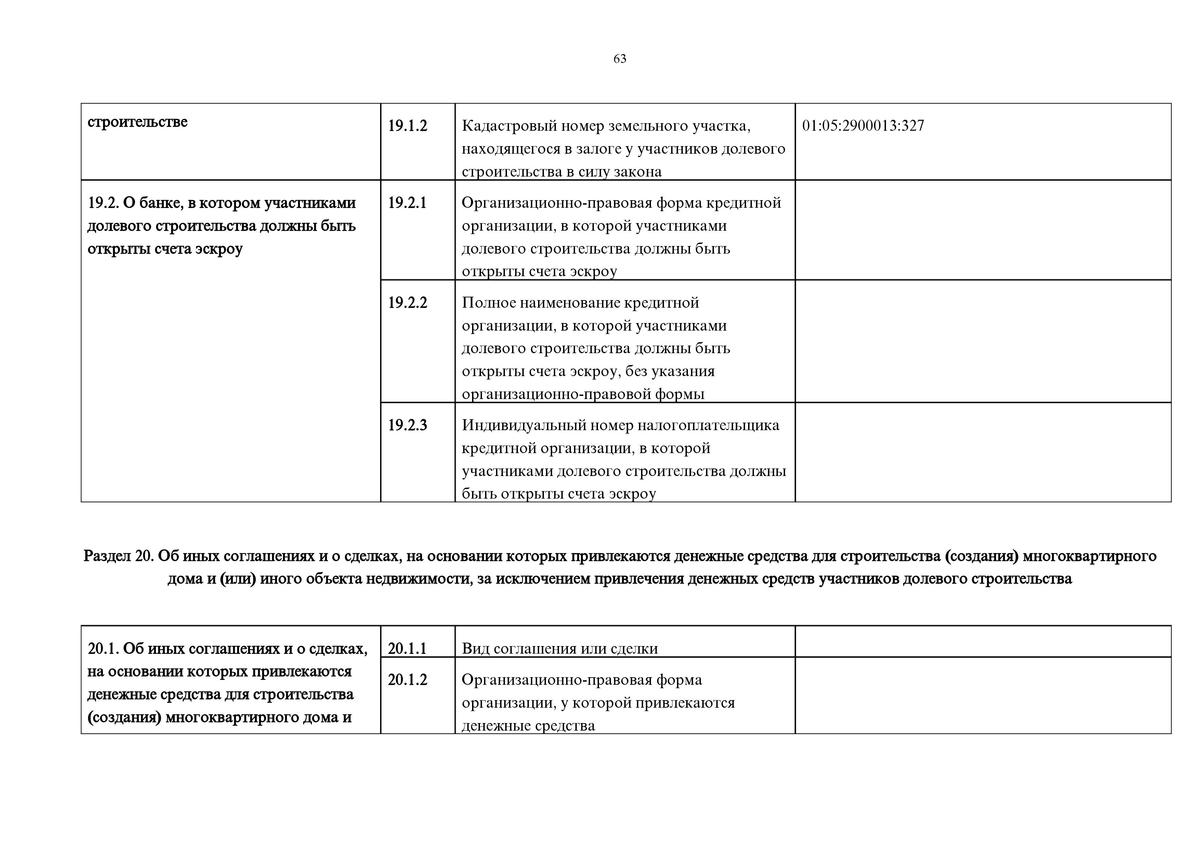 63
строительстве
19.1.2
Кадастровый номер земельного участка,
находящегося в залоге у участников долевого
строительства в силу закона
01:05:2900013:327
19.2. О банке, в котором участниками
долевого строительства должны быть
открыты счета эскроу
19.2.1
Организационно-правовая форма кредитной
организации, в которой участниками
долевого строительства должны быть
открыты счета эскроу
19.2.2
Полное наименование кредитной
организации, в которой участниками
долевого строительства должны быть
открыты счета эскроу, без указания
организационно-правовой формы
19.2.3
Индивидуальный номер налогоплательщика
кредитной организации, в которой
участниками долевого строительства должны
быть открыты счета эскроу
Раздел 20. Об иных соглашениях и о сделках, на основании которых привлекаются денежные средства для строительства (создания) многоквартирного
дома и (или) иного объекта недвижимости, за исключением привлечения денежных средств участников долевого строительства
20.1. Об иных соглашениях и о сделках,
на основании которых привлекаются
денежные средства для строительства
(создания) многоквартирного дома и
20.1.1
Вид соглашения или сделки
20.1.2
Организационно-правовая форма
организации, у которой привлекаются
денежные средства